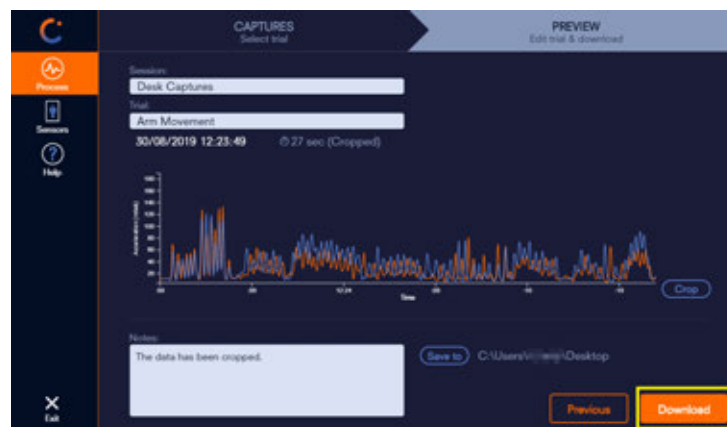 CAPTURES
Select trial
PREVIEW
Edit trial & download
Process
Sensors
Help
Exit
Session:
Desk Captures
Trial:
Arm Movement
30/08/2019 12:23:49
27 sec (Cropped)
Time
Crop
Notes:
The data has been cropped.
Save to
C:\Users\
\Desktop
Previous
Download